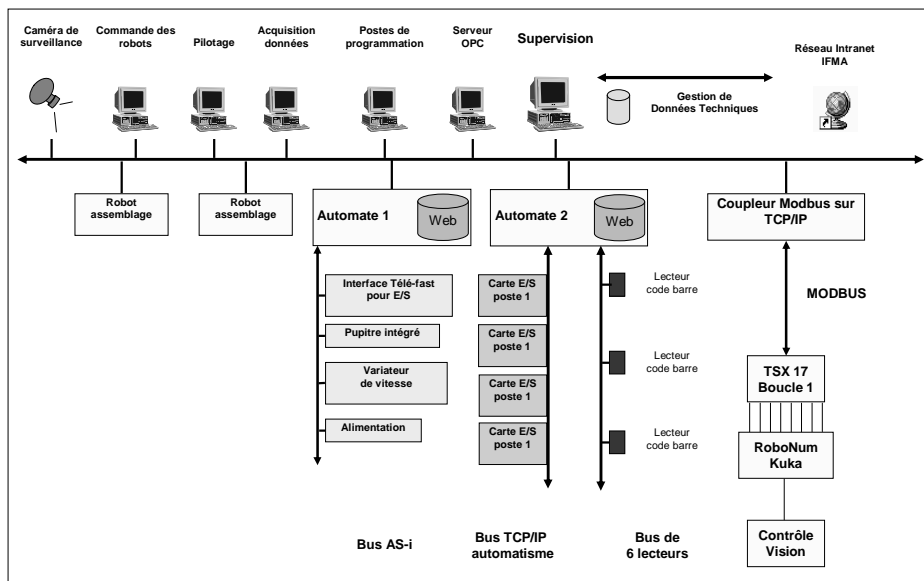 Caméra de
surveillance
Commande des
robots
Pilotage
Acquisition
données
Postes de
programmation
Serveur
OPC
Supervision
Réseau Intranet
IFMA
Gestion de
Données Techniques
Robot
assemblage
Robot
assemblage
Automate 1
Web
Automate 2
Web
Coupleur Modbus sur
TCP/IP
Interface Télé-fast
pour E/S
Pupitre intégré
Variateur
de vitesse
Alimentation
Carte E/S
poste 1
Carte E/S
poste 1
Carte E/S
poste 1
Carte E/S
poste 1
Lecteur
code barre
Lecteur
code barre
Lecteur
code barre
MODBUS
TSX 17
Boucle 1
RoboNum
Kuka
Contrôle
Vision
Bus AS-i
Bus TCP/IP
automatisme
Bus de
6 lecteurs